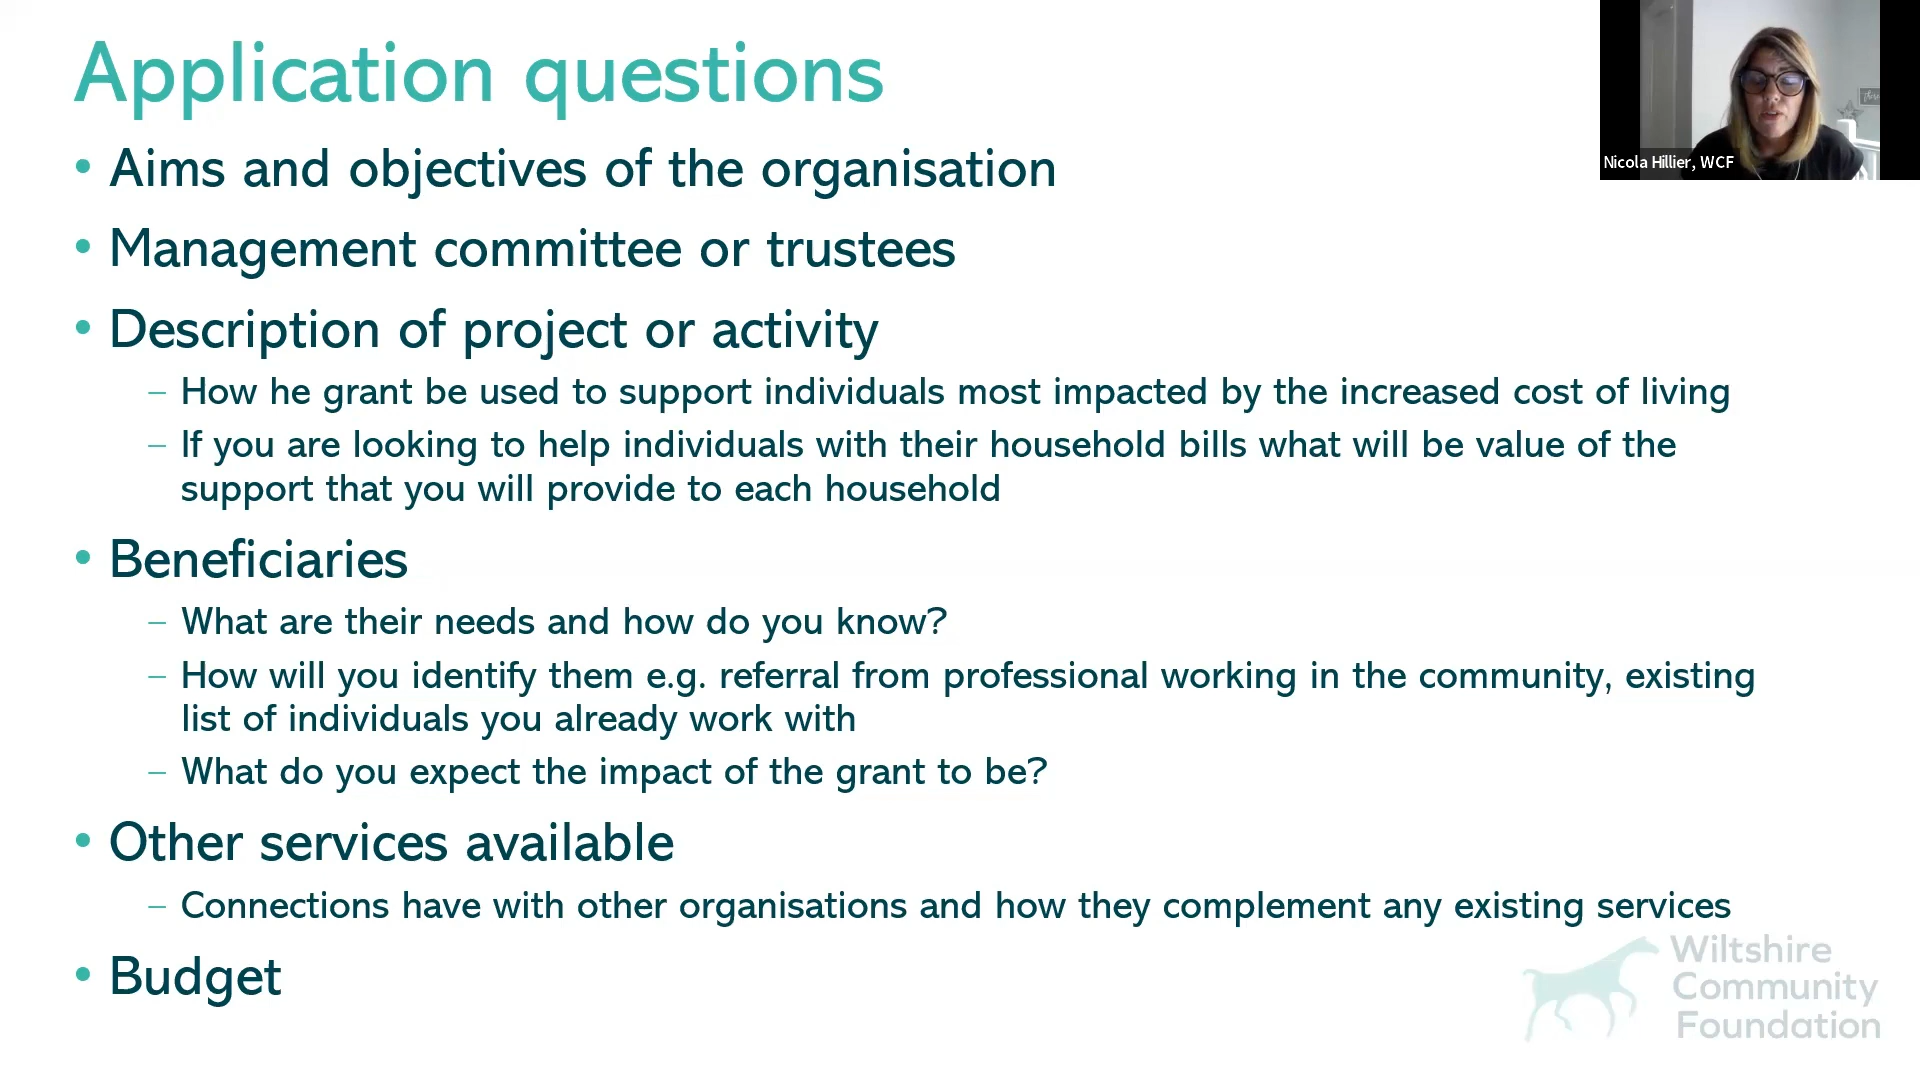 Application questions
• Aims and objectives of the organisation
• Management committee or trustees
• Description of project or activity
– How he grant be used to support individuals most impacted by the increased cost of living
– If you are looking to help individuals with their household bills what will be value of the
support that you will provide to each household
• Beneficiaries
– What are their needs and how do you know?
– How will you identify them e.g. referral from professional working in the community, existing
list of individuals you already work with
– What do you expect the impact of the grant to be?
• Other services available
– Connections have with other organisations and how they complement any existing services
• Budget
Nicola Hillier, WCF
Wiltshire
Community
Foundation